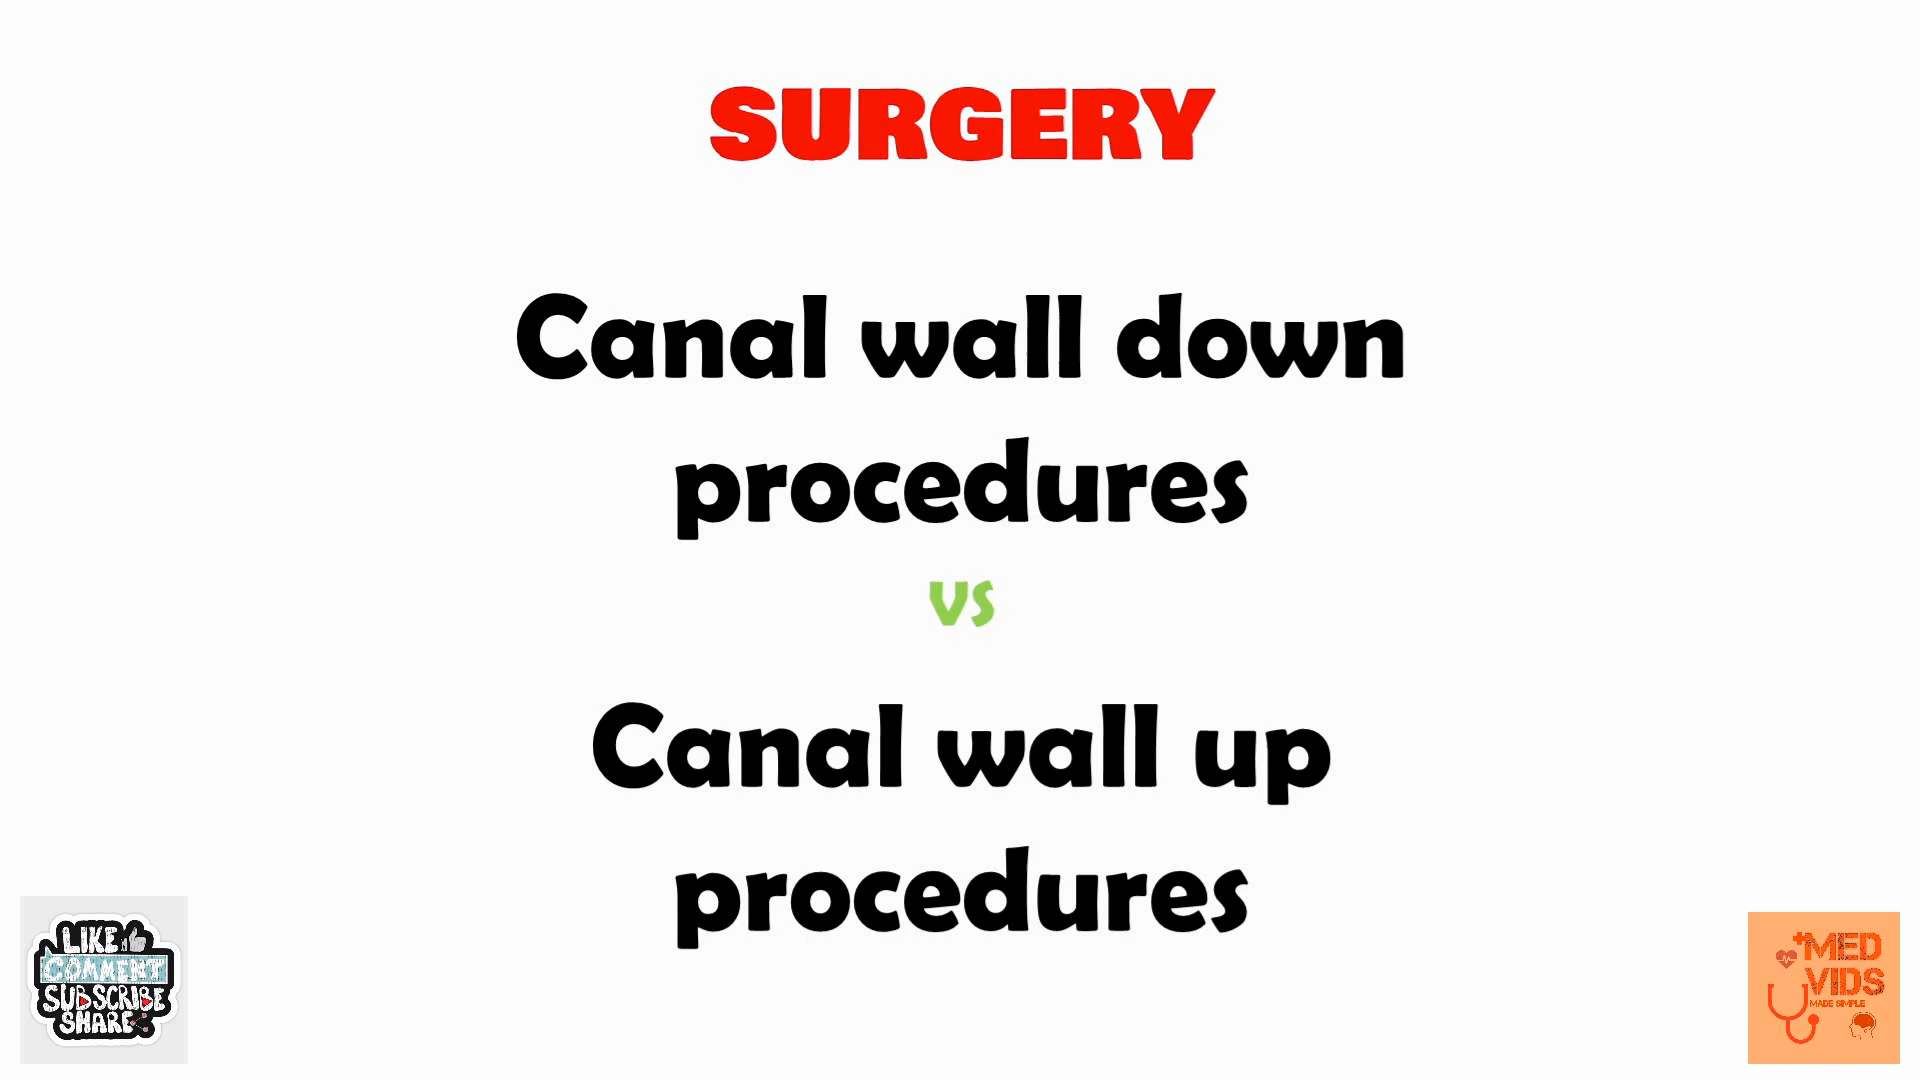 SURGERY
Canal wall down
procedures
vs
Canal wall up
procedures
LIKE
COMMENT
SUBSCRIBE
SHARE
MED
VIDS
MADE SIMPLE